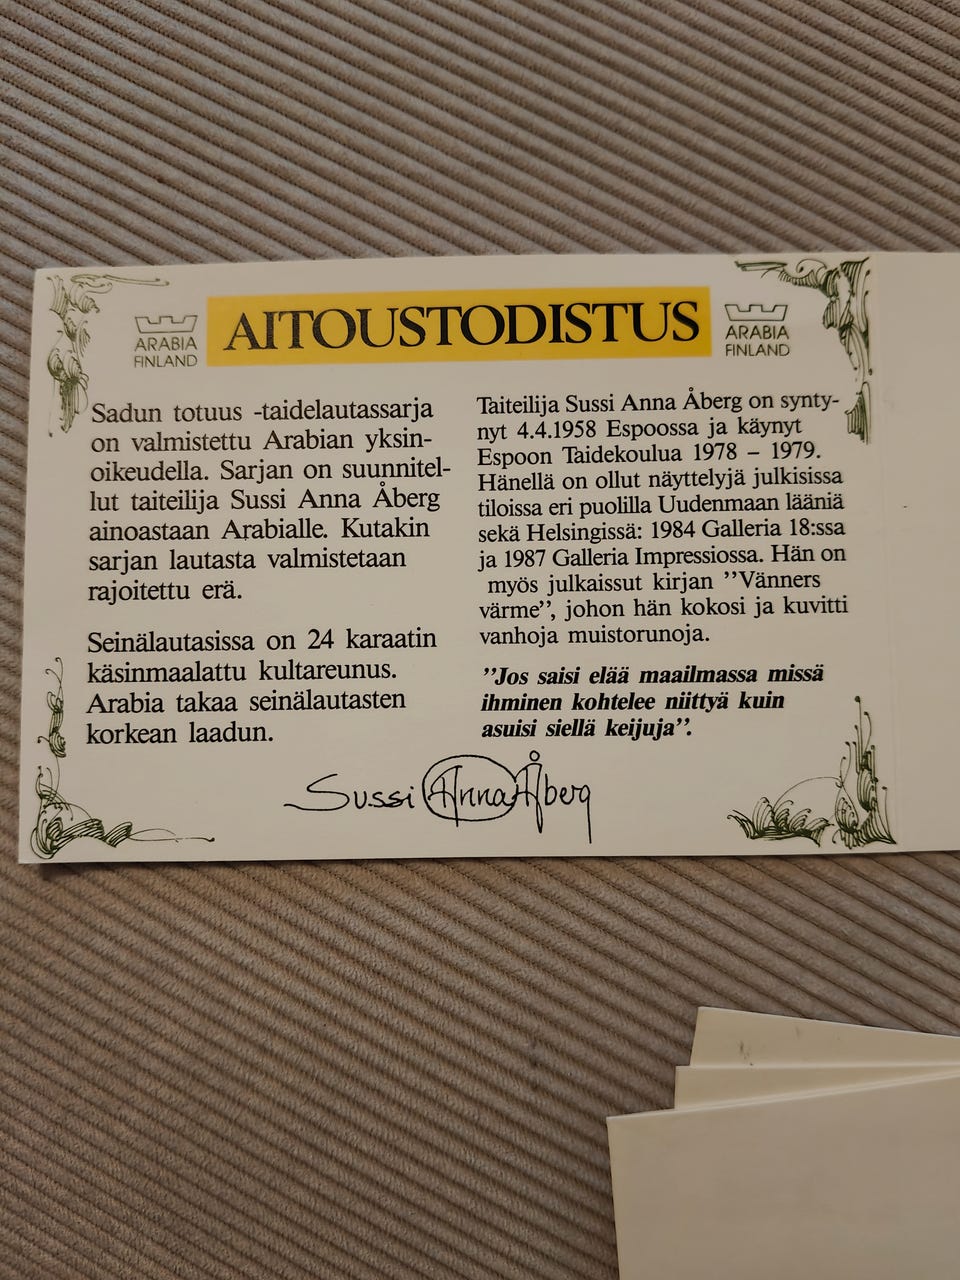 AITOUSTODISTUS
ARABIA
FINLAND
ARABIA
FINLAND
Sadun totuus -taidelautassarja
on valmistettu Arabian yksin-
oikeudella. Sarjan on suunnitel-
lut taiteilija Sussi Anna Åberg
ainoastaan Arabialle. Kutakin
sarjan lautasta valmistetaan
rajoitettu erä.
Seinälautasissa on 24 karaatin
käsinmaalattu kultareunus.
Arabia takaa seinälautasten
korkean laadun.
Taiteilija Sussi Anna Åberg on synty-
nyt 4.4.1958 Espoossa ja käynyt
Espoon Taidekoulua 1978 – 1979.
Hänellä on ollut näyttelyjä julkisissa
tiloissa eri puolilla Uudenmaan lääniä
sekä Helsingissä: 1984 Galleria 18:ssa
ja 1987 Galleria Impressiossa. Hän on
myös julkaissut kirjan ”Vänners
värme”, johon hän kokosi ja kuvitti
vanhoja muistorunoja.
”Jos saisi elää maailmassa missä
ihminen kohtelee niittyä kuin
asuisi siellä keijuja”.
Sussi Anna Åberg